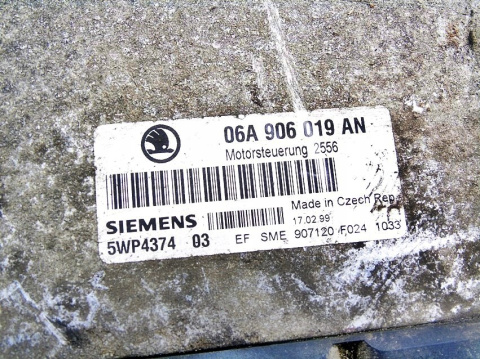 06A 906 019 AN
Motorsteuerung 2556
Made in Czech Rep
SIEMENS 17.02.99
5WP4374 03 EF SME 907120 F024 1033